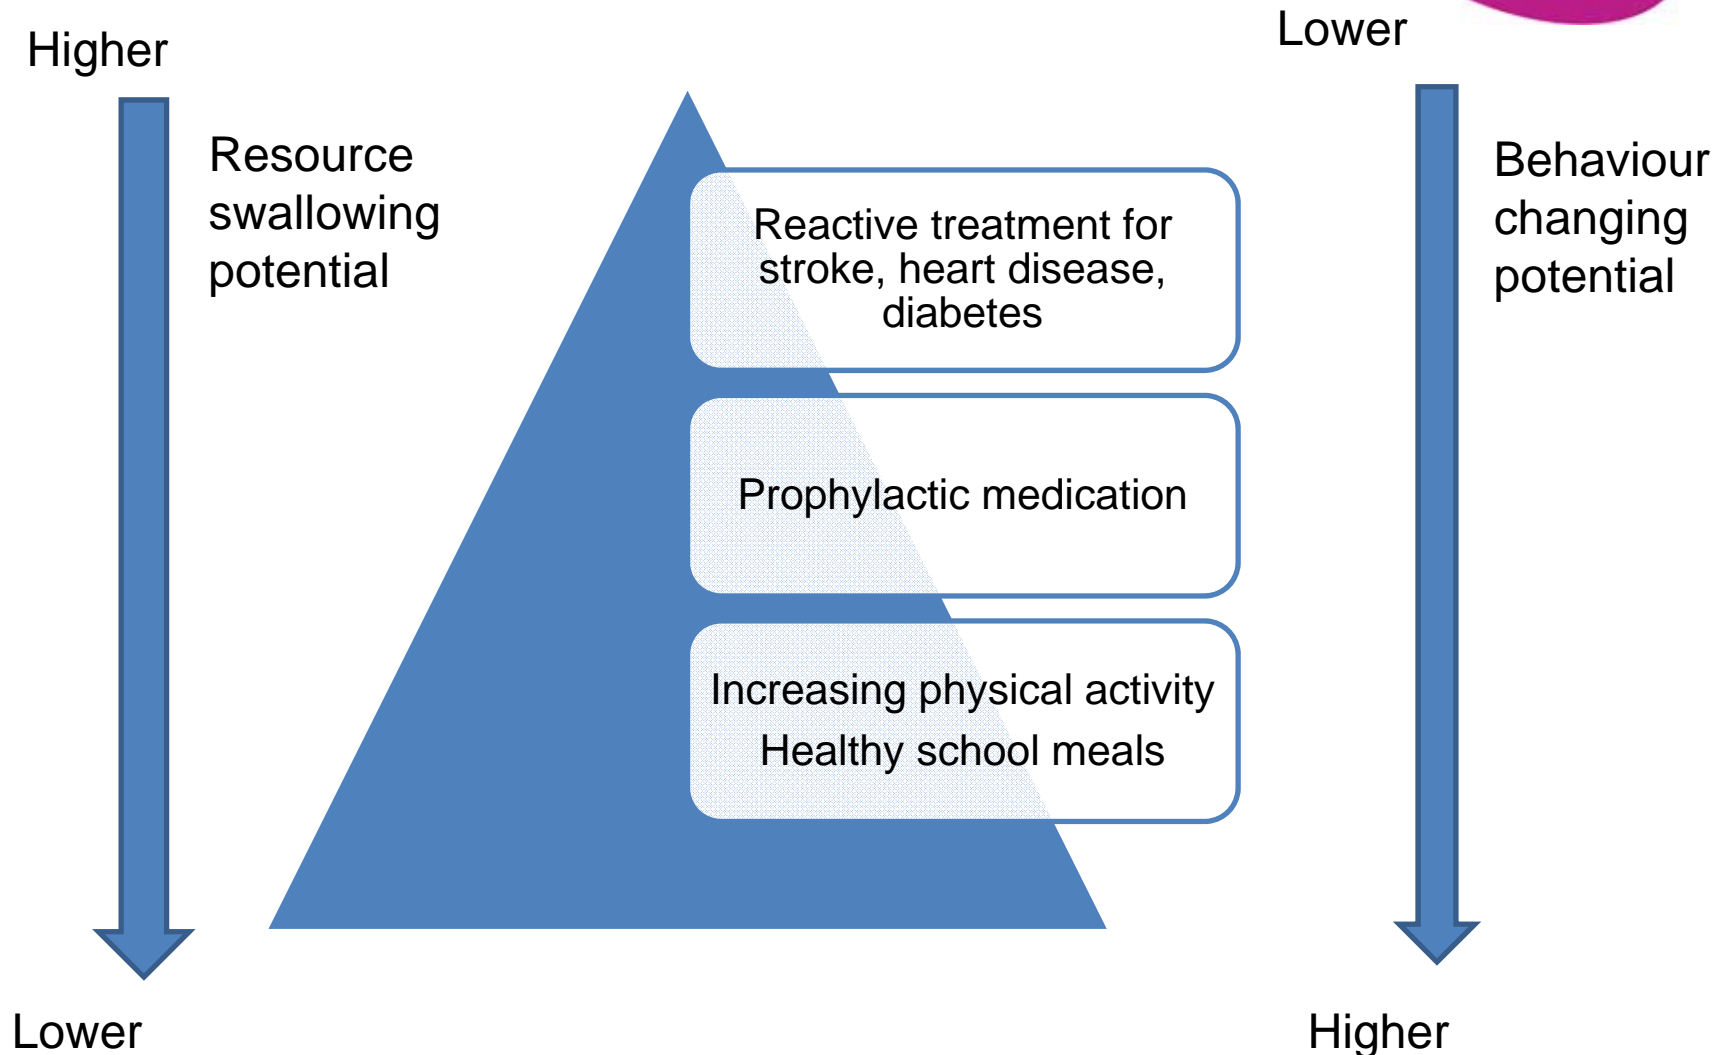 Higher
Lower
Resource
swallowing
potential
Behaviour
changing
potential
Reactive treatment for
stroke, heart disease,
diabetes
Prophylactic medication
Increasing physical activity
Healthy school meals
Lower
Higher